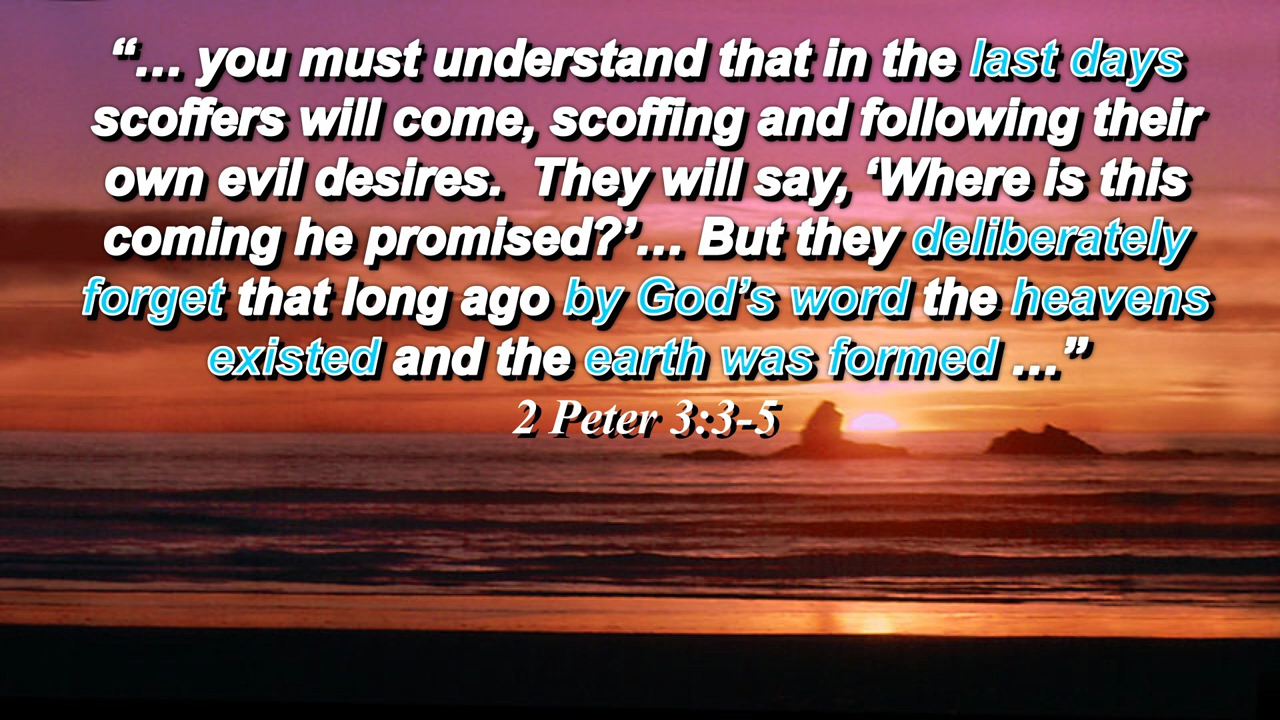 “... you must understand that in the last days
scoffers will come, scoffing and following their
own evil desires.  They will say, ‘Where is this
coming he promised?’... But they deliberately
forget that long ago by God’s word the heavens
existed and the earth was formed ...”
2 Peter 3:3-5